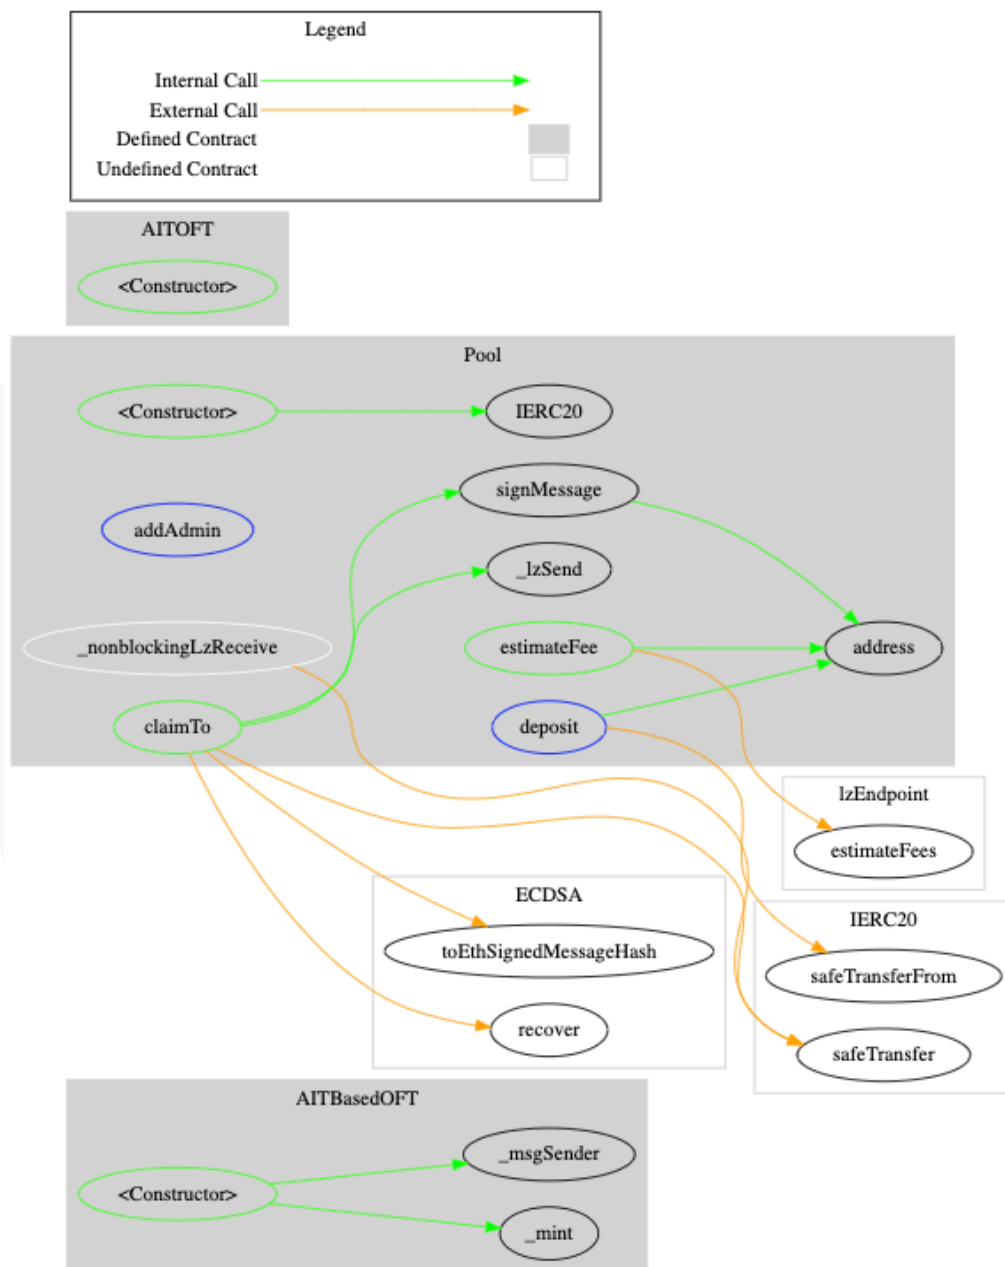 Legend
Internal Call
External Call
Defined Contract
Undefined Contract
AITOFT
<Constructor>
Pool
<Constructor>
IERC20
signMessage
addAdmin
_lzSend
_nonblockingLzReceive
estimateFee
address
claimTo
deposit
lzEndpoint
estimateFees
ECDSA
toEthSignedMessageHash
recover
IERC20
safeTransferFrom
safeTransfer
AITBasedOFT
_msgSender
<Constructor>
_mint